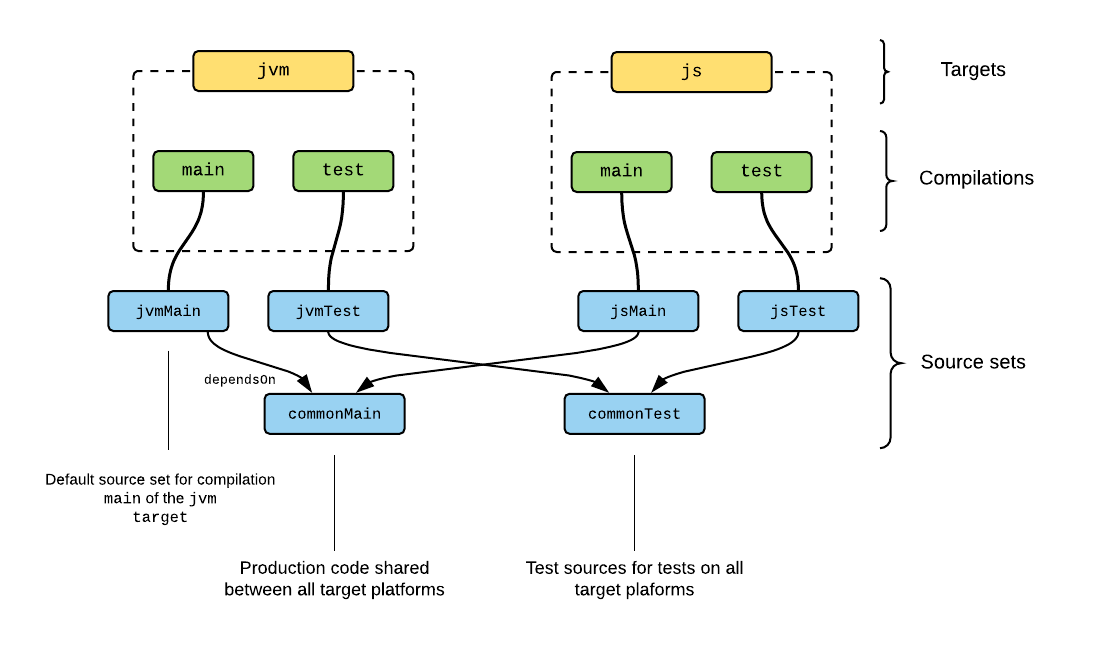 jvm
js
Targets
main
test
main
test
Compilations
jvmMain
jvmTest
jsMain
jsTest
Source sets
dependsOn
commonMain
commonTest
Default source set for compilation
main of the jvm
target
Production code shared
between all target platforms
Test sources for tests on all
target plaforms